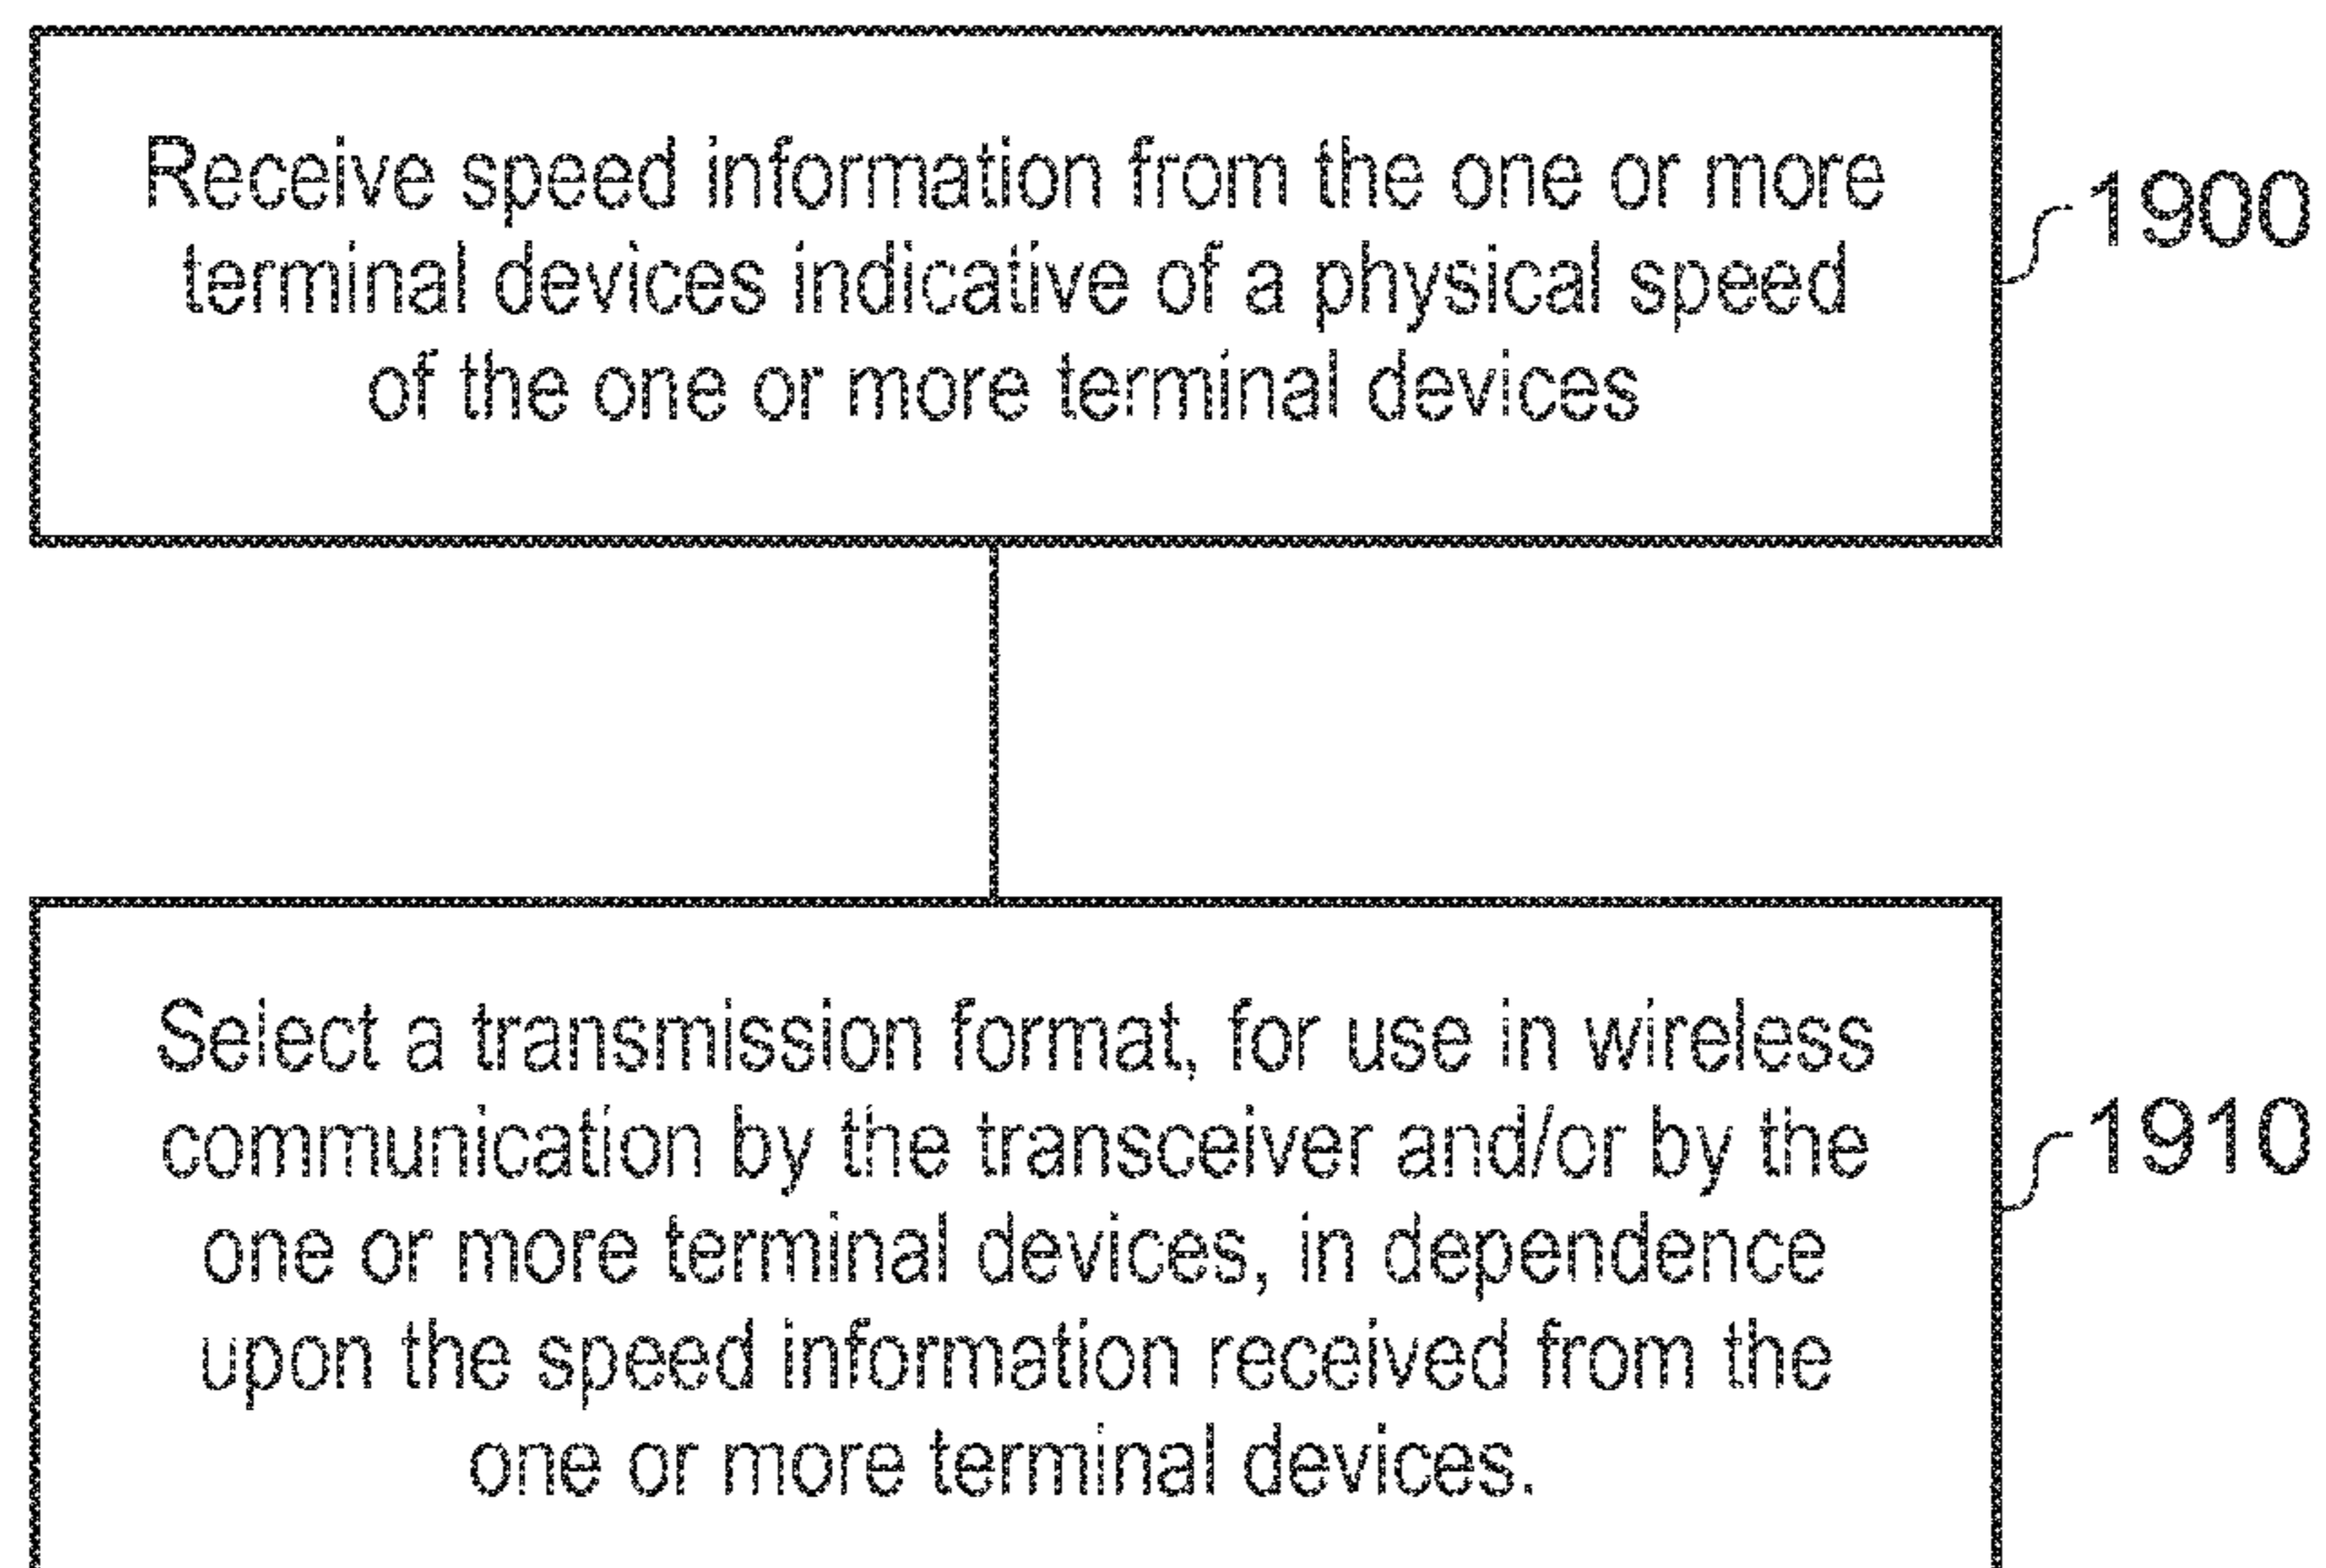 Receive speed information from the one or more
terminal devices indicative of a physical speed
of the one or more terminal devices
1900
Select a transmission format, for use in wireless
communication by the transceiver and/or by the
one or more terminal devices, in dependence
upon the speed information received from the
one or more terminal devices.
1910